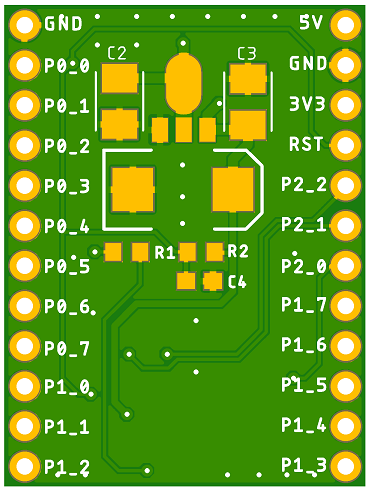 GND 5V
C2 C3
P0_0 GND
P0_1 3V3
P0_2 RST
P0_3 P2_2
P0_4 P2_1
R1 R2
P0_5 P2_0
C4
P0_6 P1_7
P0_7 P1_6
P1_0 P1_5
P1_1 P1_4
P1_2 P1_3